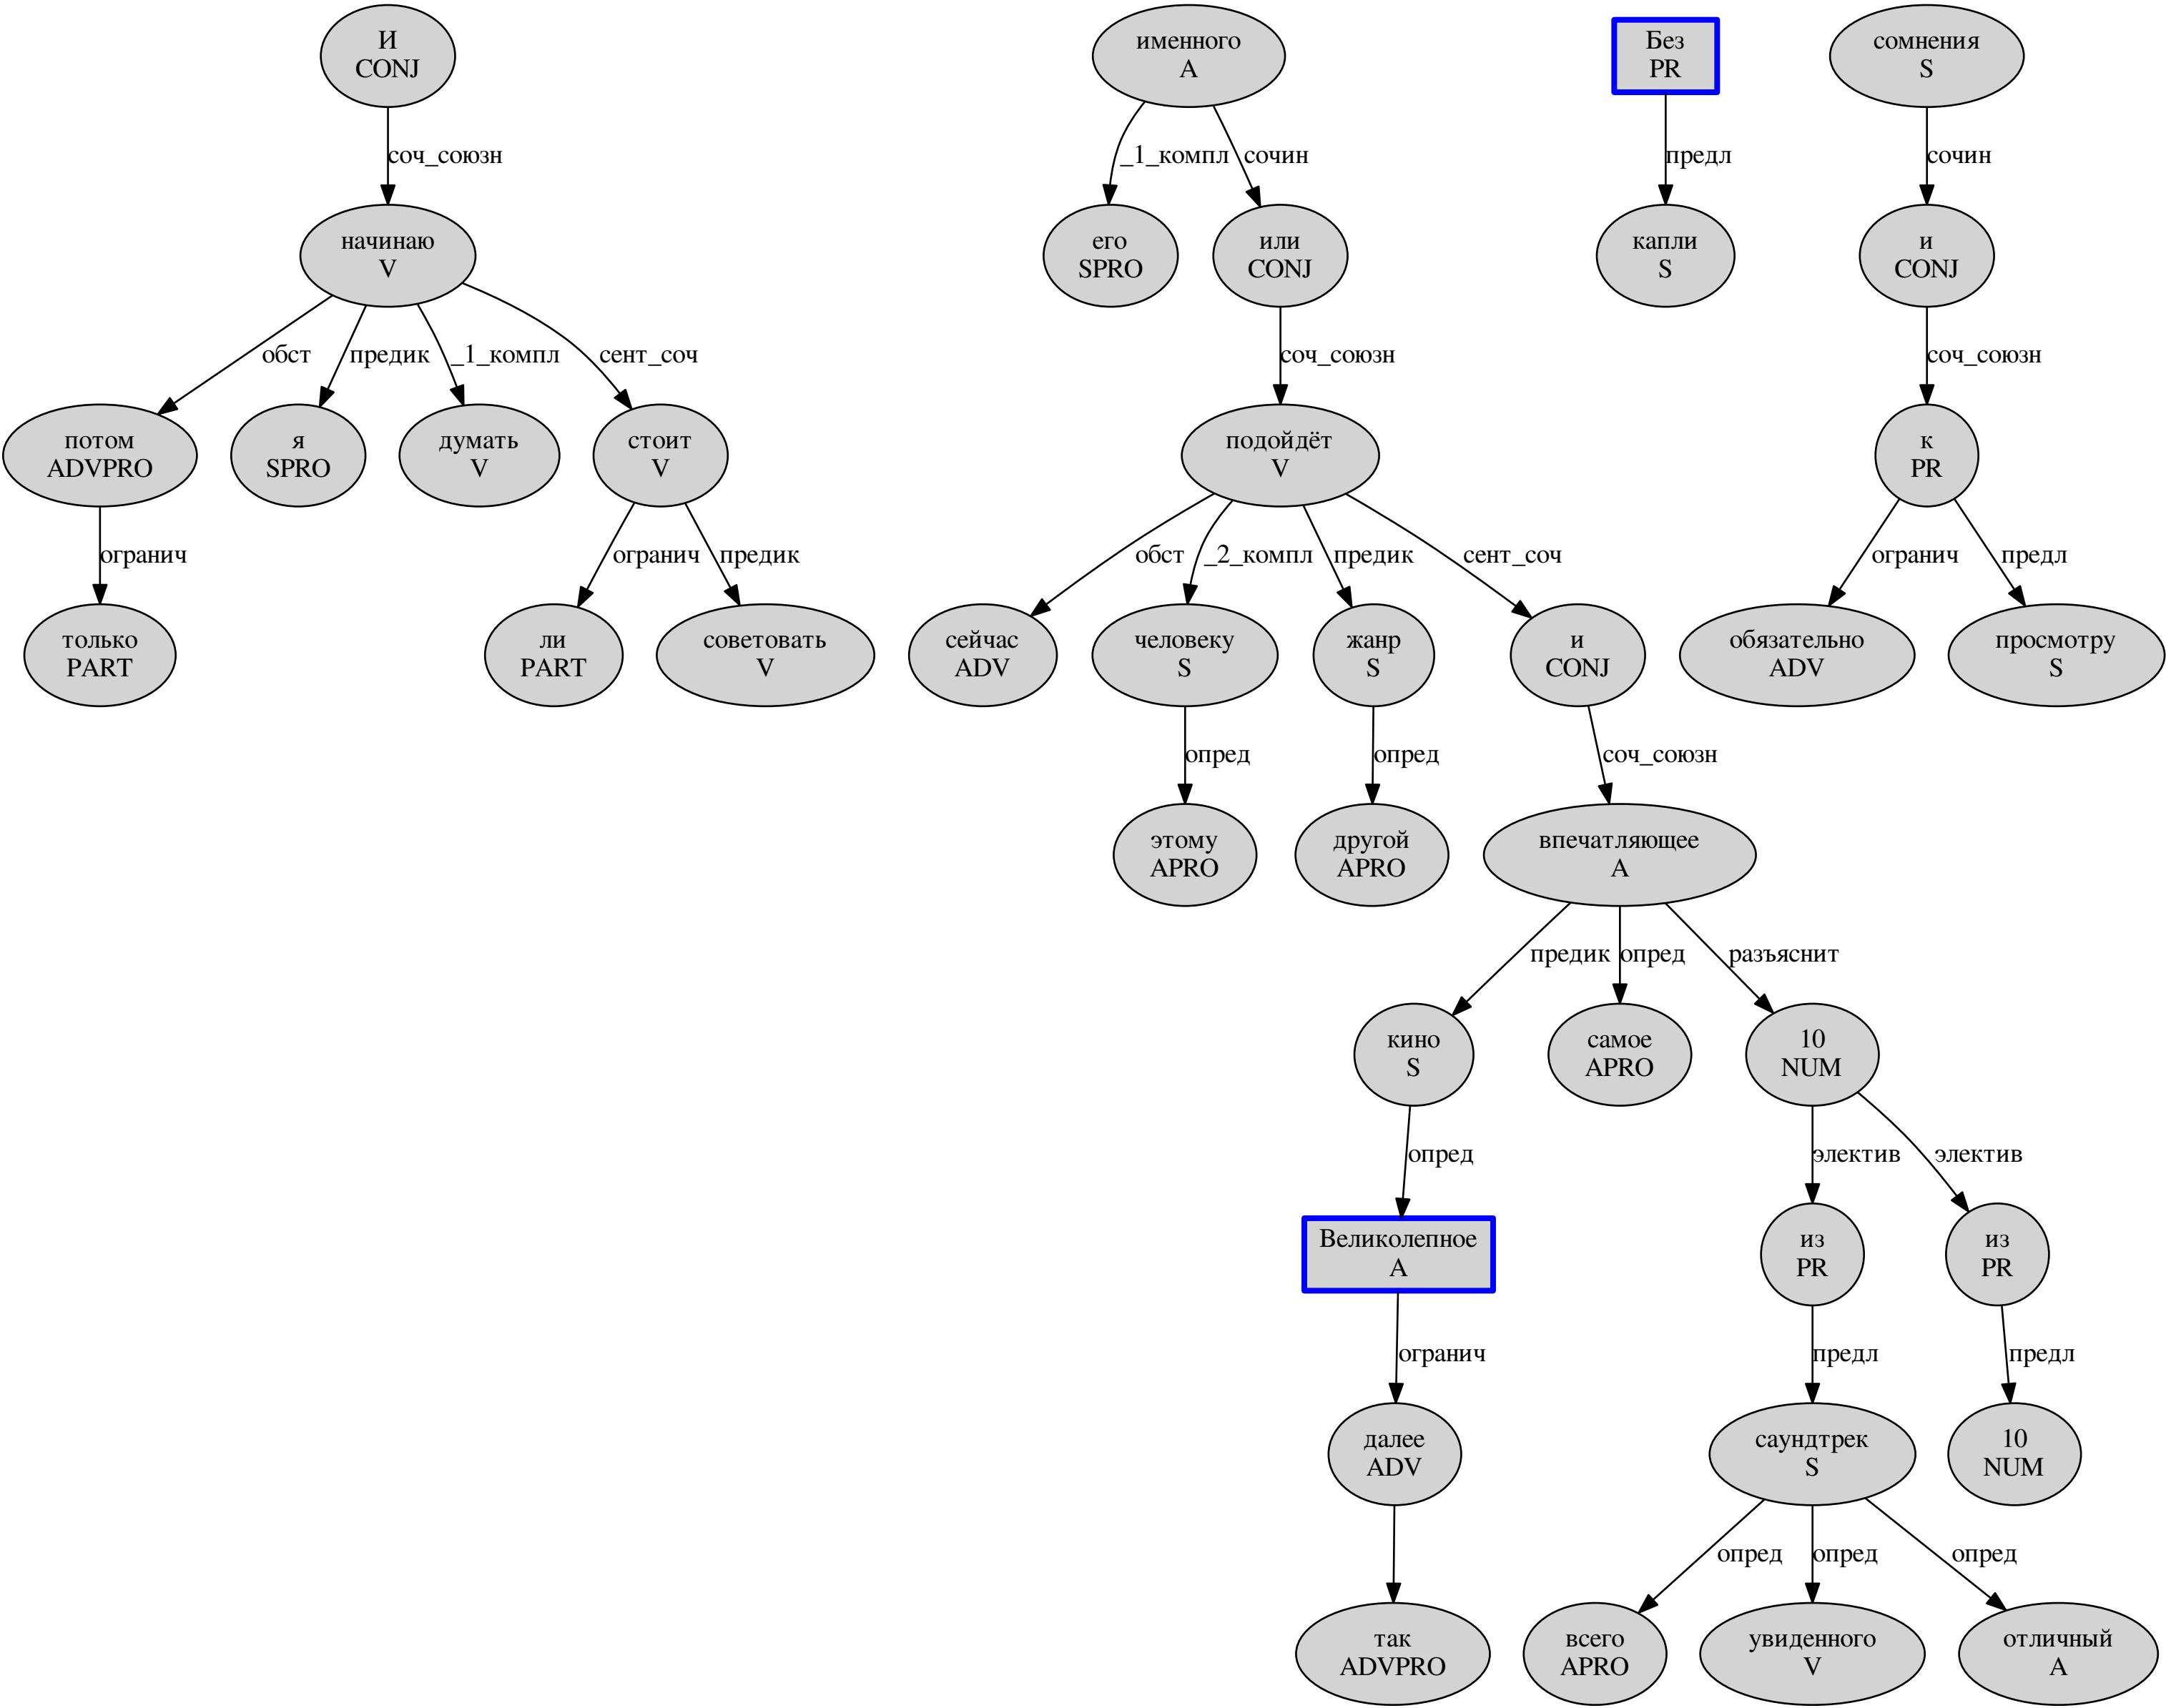 И
CONJ
именного
A
Без
PR
сомнения
S
соч_союзн
_1_компл
сочин
предл
сочин
начинаю
V
его
SPRO
или
CONJ
капли
S
и
CONJ
обст
предик
_1_компл
сент_соч
соч_союзн
соч_союзн
потом
ADVPRO
я
SPRO
думать
V
стоит
V
подойдёт
V
к
PR
огранич
огранич
предик
обст
_2_компл
предик
сент_соч
огранич
предл
только
PART
ли
PART
советовать
V
сейчас
ADV
человеку
S
жанр
S
и
CONJ
обязательно
ADV
просмотру
S
опред
опред
соч_союзн
этому
APRO
другой
APRO
впечатляющее
A
предик
опред
разъяснит
кино
S
самое
APRO
10
NUM
опред
электив
электив
Великолепное
A
из
PR
из
PR
огранич
предл
предл
далее
ADV
саундтрек
S
10
NUM
опред
опред
опред
так
ADVPRO
всего
APRO
увиденного
V
отличный
A